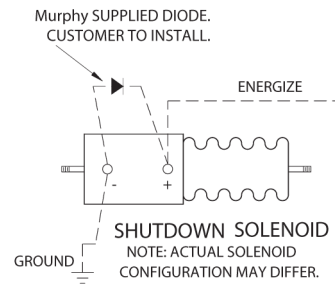 Murphy SUPPLIED DIODE.
CUSTOMER TO INSTALL.
ENERGIZE
- +
SHUTDOWN SOLENOID
NOTE: ACTUAL SOLENOID
GROUND
CONFIGURATION MAY DIFFER.